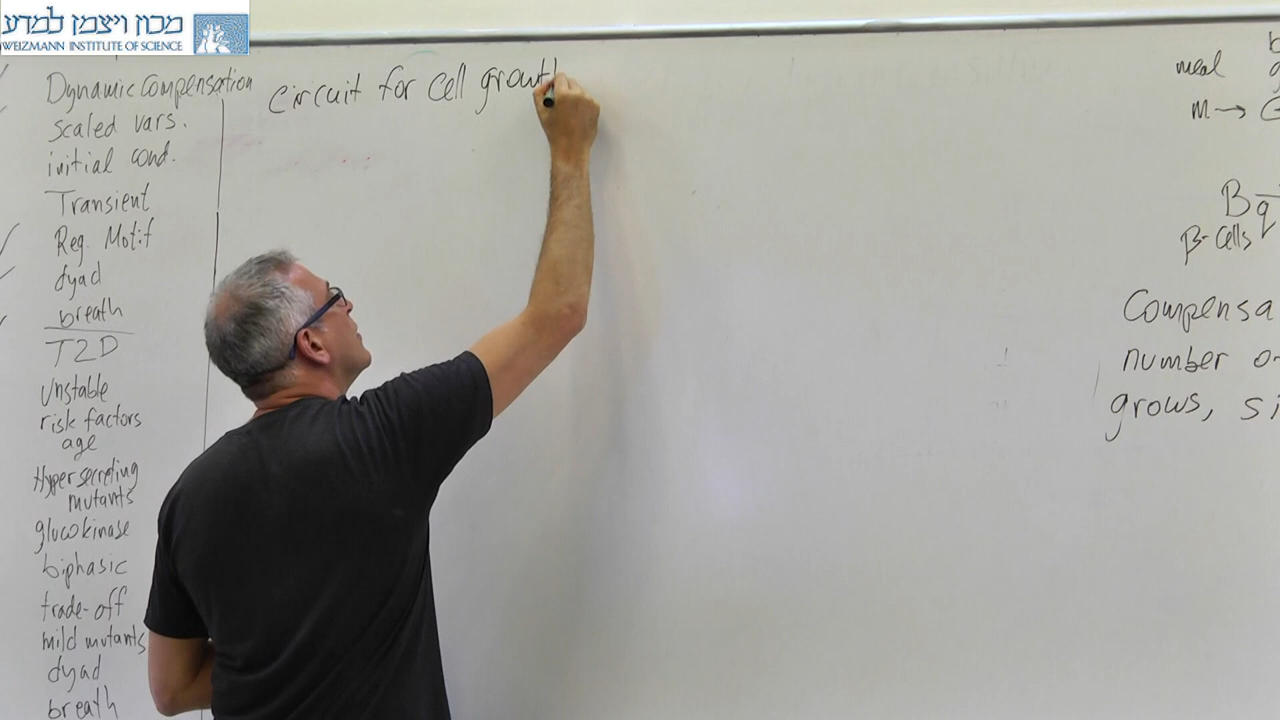 מכון ויצמן למדע
WEIZMANN INSTITUTE OF SCIENCE
Dynamic compensation
scaled vars.
initial cond.
Transient
Reg. Motif
dyad
breath
T2D
Unstable
risk factors
age
Hypersecreting
mutants
glucokinase
biphasic
trade-off
mild mutants
dyad
breath
circuit for cell growth
meal
m → G
Bq
β-cells
Compensa
number o
grows, si